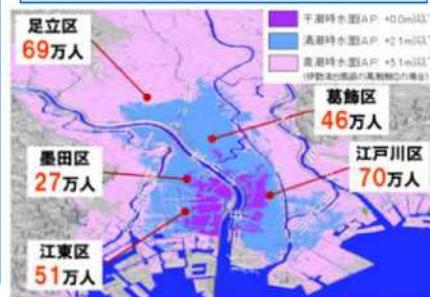 足立区
69万人
干潮時水面(A.P. +0.0m)以下
満潮時水面(A.P. +2.1m)以下
高潮時水面(A.P. +5.1m)以下
葛飾区
46万人
墨田区
27万人
江戸川区
70万人
江東区
51万人